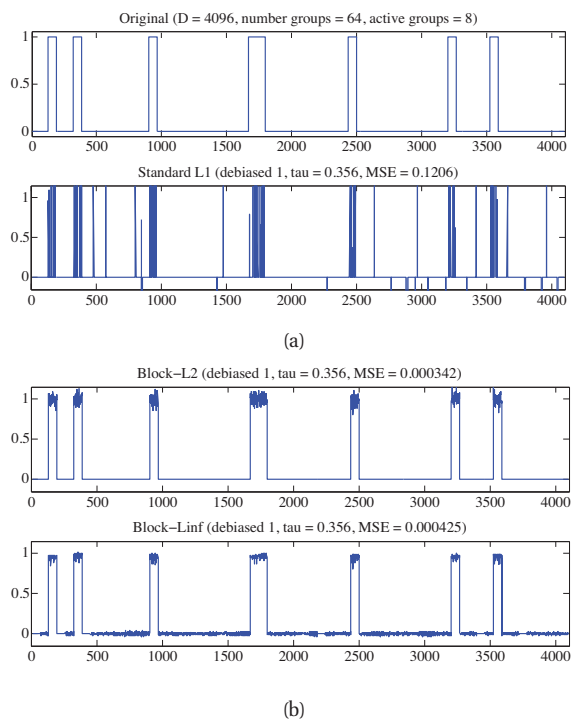 Original (D = 4096, number groups = 64, active groups = 8)
1
0.5
0
0 500 1000 1500 2000 2500 3000 3500 4000
Standard L1 (debiased 1, tau = 0.356, MSE = 0.1206)
1
0.5
0
0 500 1000 1500 2000 2500 3000 3500 4000
(a)
Block−L2 (debiased 1, tau = 0.356, MSE = 0.000342)
1
0.5
0
0 500 1000 1500 2000 2500 3000 3500 4000
Block−Linf (debiased 1, tau = 0.356, MSE = 0.000425)
1
0.5
0
0 500 1000 1500 2000 2500 3000 3500 4000
(b)